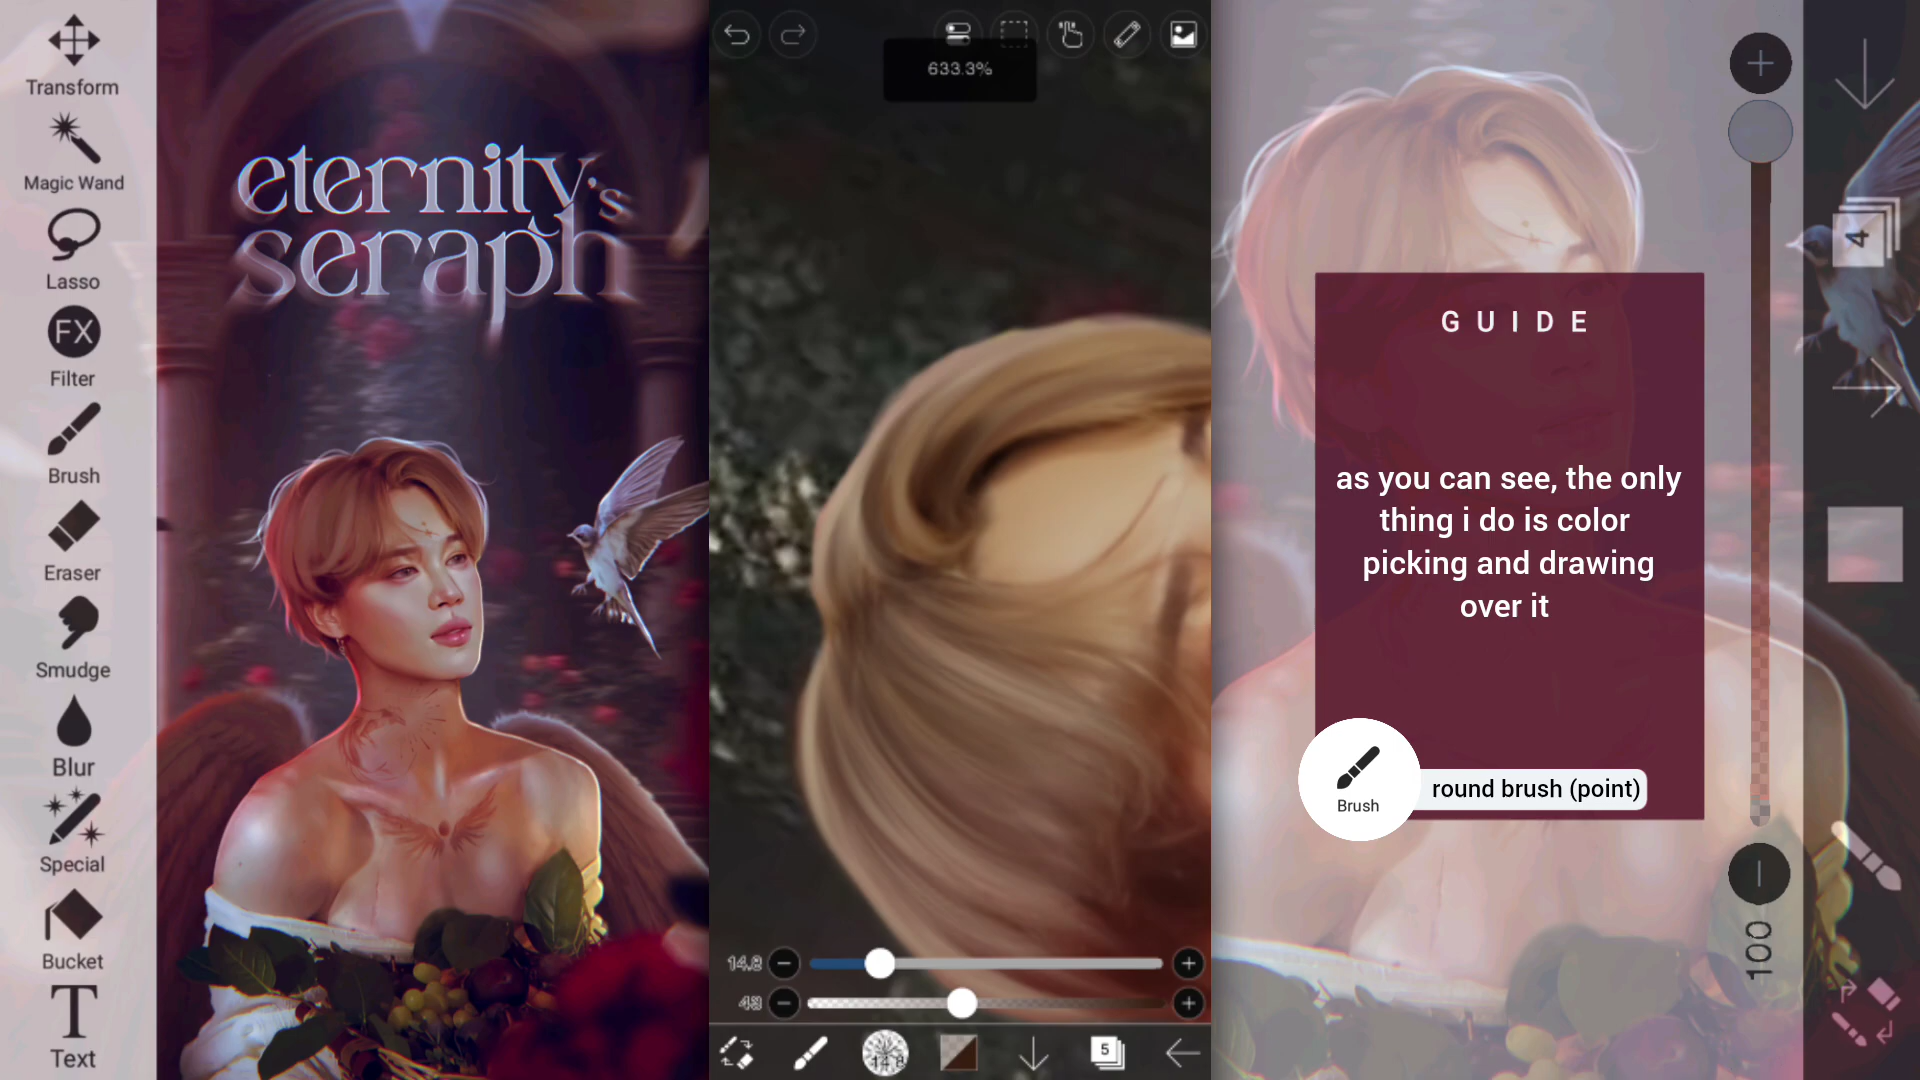 Transform
Magic Wand
Lasso
FX
Filter
Brush
Eraser
Smudge
Blur
Special
Bucket
T
Text
eternity's
seraph
633.3%
14.8
48
14.8
5
4
GUIDE
as you can see, the only
thing i do is color
picking and drawing
over it
Brush
round brush (point)
100